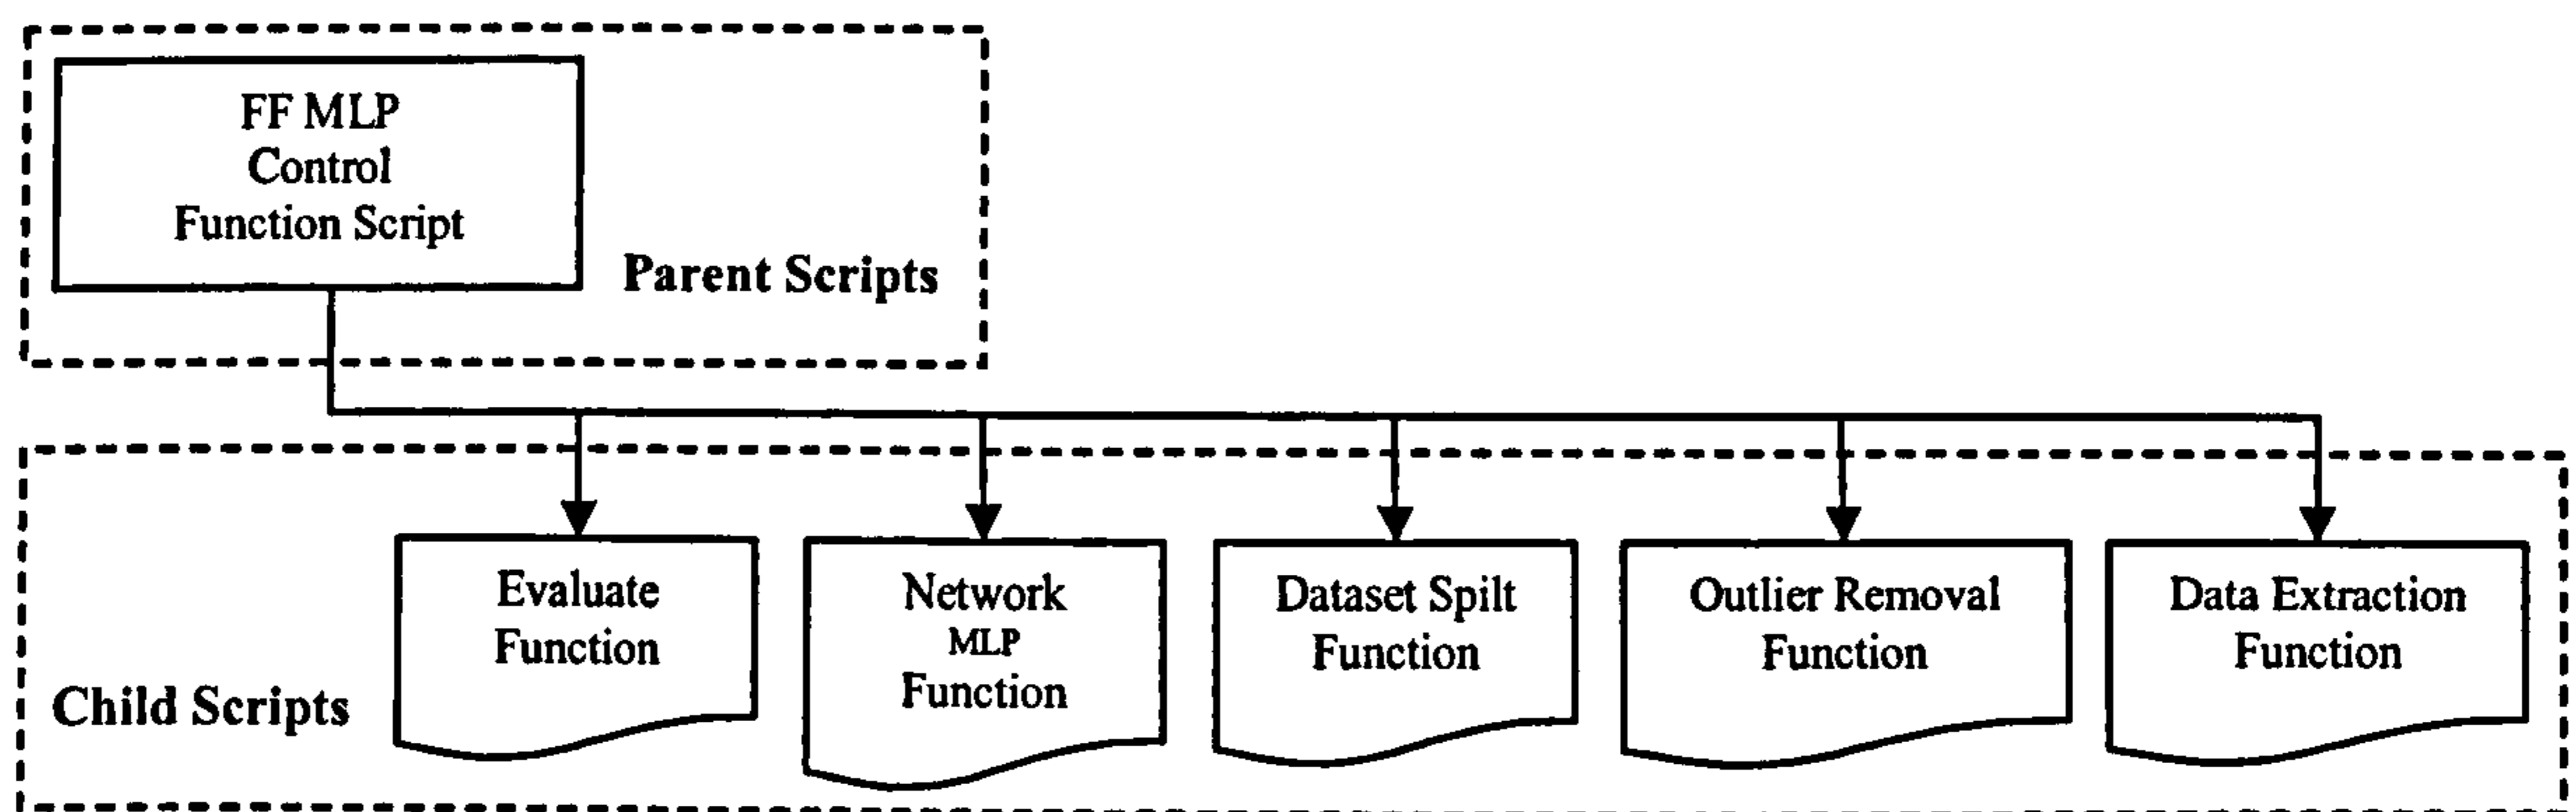 FF MLP
Control
Function Script
Parent Scripts
Evaluate
Function
Network
MLP
Function
Dataset Spilt
Function
Outlier Removal
Function
Data Extraction
Function
Child Scripts